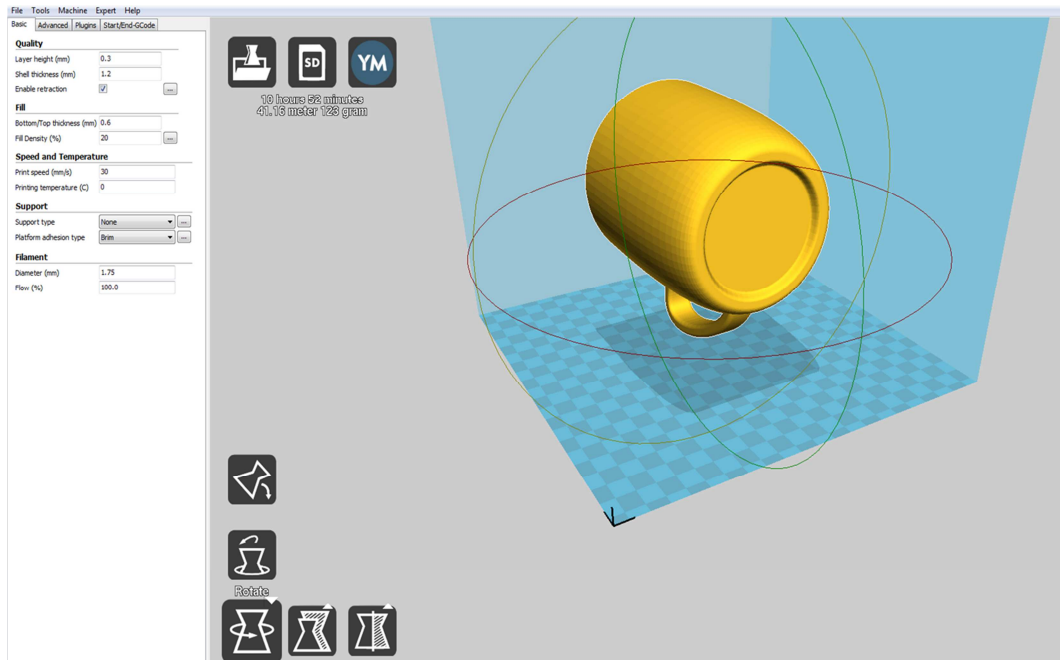 File Tools Machine Expert Help
Basic Advanced Plugins Start/End-GCode
Quality
Layer height (mm) 0.3
Shell thickness (mm) 1.2
Enable retraction ...
Fill
Bottom/Top thickness (mm) 0.6
Fill Density (%) 20 ...
Speed and Temperature
Print speed (mm/s) 30
Printing temperature (C) 0
Support
Support type None ...
Platform adhesion type Brim ...
Filament
Diameter (mm) 1.75
Flow (%) 100.0
SD YM
10 hours 52 minutes
41.16 meter 123 gram
Rotate